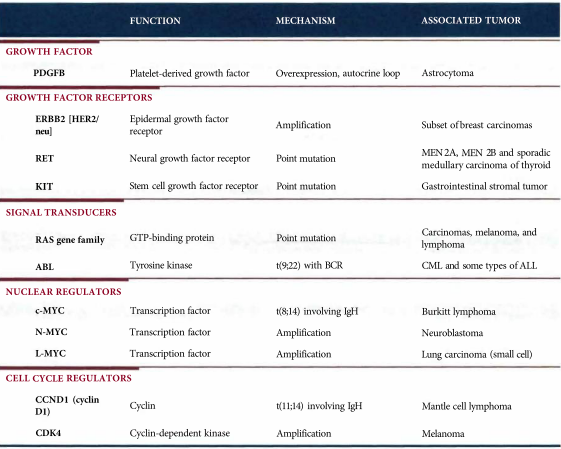 FUNCTION MECHANISM ASSOCIATED TUMOR
GROWTH FACTOR
PDGFB Platelet-derived growth factor Overexpression, autocrine loop Astrocytoma
GROWTH FACTOR RECEPTORS
ERBB2 [HER2/
neu] Epidermal growth factor
receptor Amplification Subset of breast carcinomas
RET Neural growth factor receptor Point mutation MEN 2A, MEN 2B and sporadic
medullary carcinoma of thyroid
KIT Stem cell growth factor receptor Point mutation Gastrointestinal stromal tumor
SIGNAL TRANSDUCERS
RAS gene family GTP-binding protein Point mutation Carcinomas, melanoma, and
lymphoma
ABL Tyrosine kinase t(9;22) with BCR CML and some types of ALL
NUCLEAR REGULATORS
c-MYC Transcription factor t(8;14) involving IgH Burkitt lymphoma
N-MYC Transcription factor Amplification Neuroblastoma
L-MYC Transcription factor Amplification Lung carcinoma (small cell)
CELL CYCLE REGULATORS
CCND1 (cyclin
D1) Cyclin t(11;14) involving IgH Mantle cell lymphoma
CDK4 Cyclin-dependent kinase Amplification Melanoma